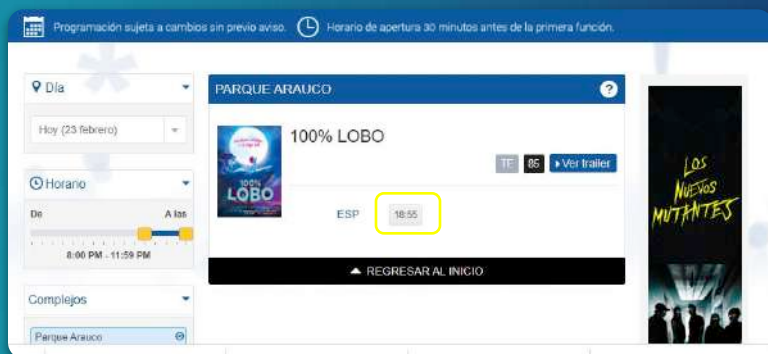 Programación sujeta a cambios sin previo aviso. Horario de apertura 30 minutos antes de la primera función.
Día
Hoy (23 febrero)
Horario
De A las
8:00 PM - 11:59 PM
Complejos
Parque Arauco
PARQUE ARAUCO ?
100% LOBO
TE 85 Ver trailer
100%
LOBO
ESP 18:55
REGRESAR AL INICIO
LOS
NUEVOS
MUTANTES